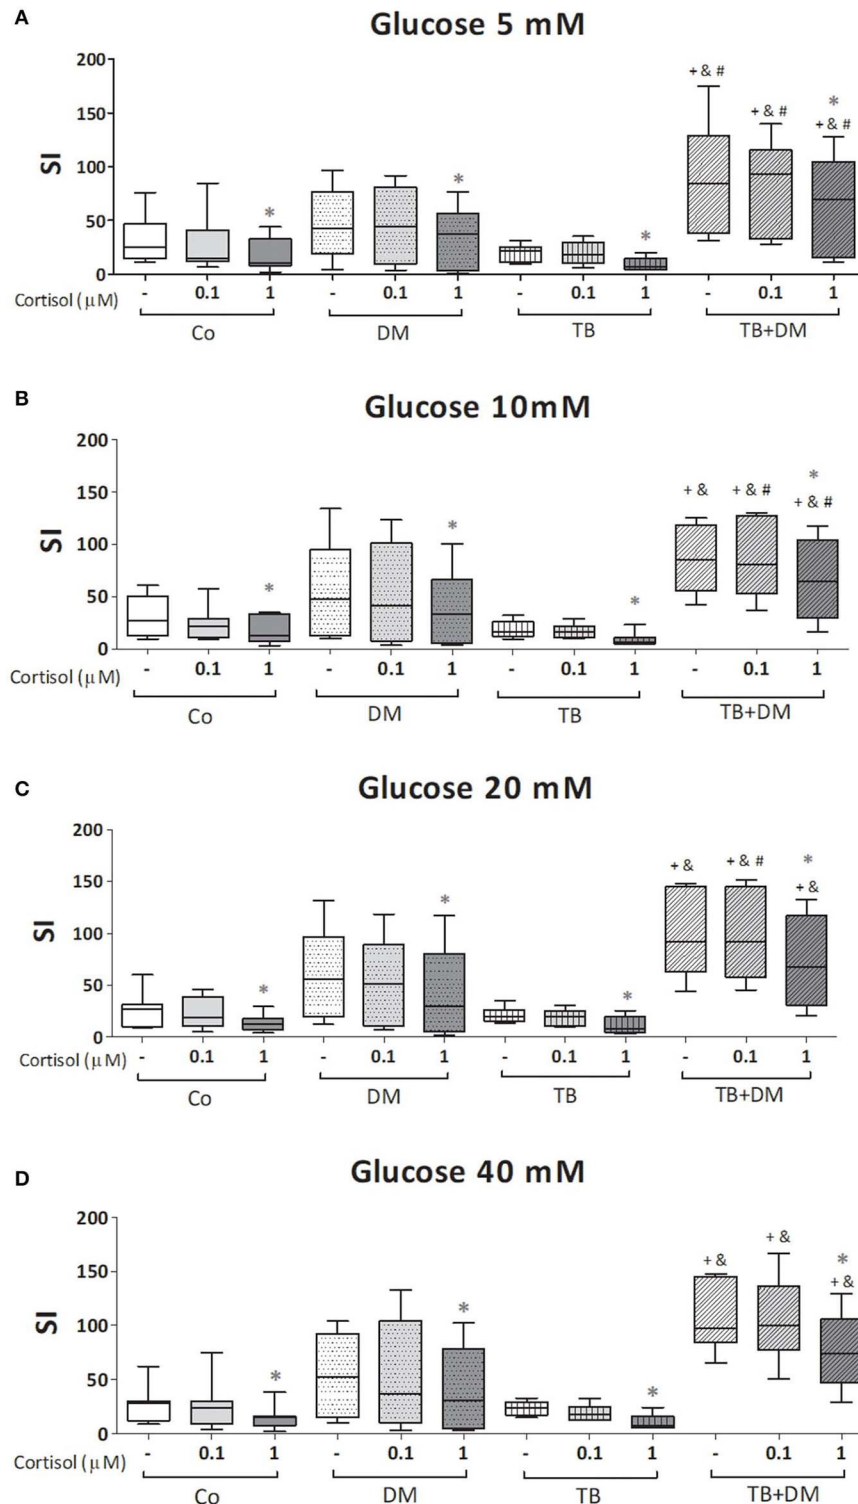 A
Glucose 5 mM
200
+ & #
150
+ & #
*
+ & #
SI
100
*
50
*
*
0
Cortisol (μM)
- 0.1 1 - 0.1 1 - 0.1 1 - 0.1 1
Co DM TB TB+DM
B
Glucose 10mM
200
*
150
+ & + & # + & #
SI
100
*
50
*
*
0
Cortisol (μM)
- 0.1 1 - 0.1 1 - 0.1 1 - 0.1 1
Co DM TB TB+DM
C
Glucose 20 mM
200
+ & + & # *
150
+ &
SI
100
*
50
*
*
0
Cortisol (μM)
- 0.1 1 - 0.1 1 - 0.1 1 - 0.1 1
Co DM TB TB+DM
D
Glucose 40 mM
200
+ & + & *
150
+ &
SI
100
*
50
*
*
0
Cortisol (μM)
- 0.1 1 - 0.1 1 - 0.1 1 - 0.1 1
Co DM TB TB+DM